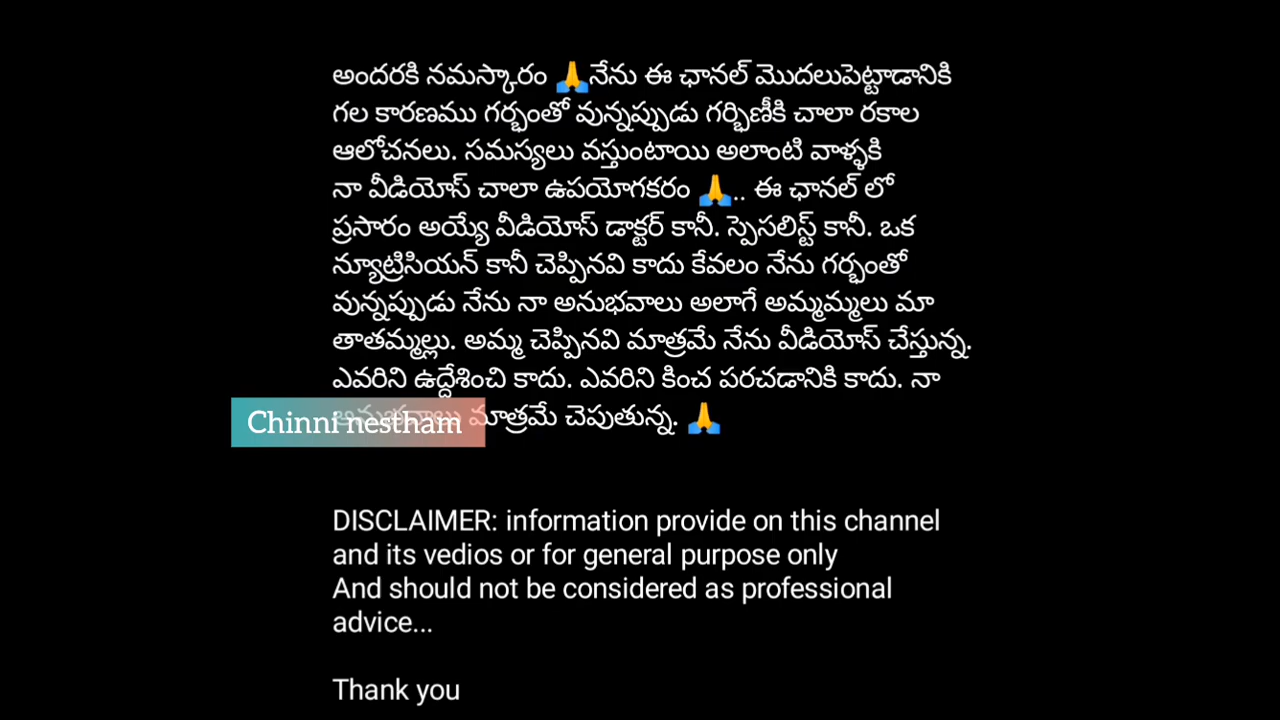 అందరకి నమస్కారం 🙏నేను ఈ ఛానల్ మొదలుపెట్టాడానికి
గల కారణము గర్భంతో వున్నప్పుడు గర్భిణీకి చాలా రకాల
ఆలోచనలు. సమస్యలు వస్తుంటాయి అలాంటి వాళ్ళకి
నా వీడియోస్ చాలా ఉపయోగకరం 🙏.. ఈ ఛానల్ లో
ప్రసారం అయ్యే వీడియోస్ డాక్టర్ కానీ. స్పెసలిస్ట్ కానీ. ఒక
న్యూట్రిసియన్ కానీ చెప్పినవి కాదు కేవలం నేను గర్భంతో
వున్నప్పుడు నేను నా అనుభవాలు అలాగే అమ్మమ్మలు మా
తాతమ్మల్లు. అమ్మ చెప్పినవి మాత్రమే నేను వీడియోస్ చేస్తున్న.
ఎవరిని ఉద్దేశించి కాదు. ఎవరిని కించ పరచడానికి కాదు. నా
అనుభవాలు మాత్రమే చెపుతున్న. 🙏
Chinni nestham
DISCLAIMER: information provide on this channel
and its vedios or for general purpose only
And should not be considered as professional
advice...
Thank you